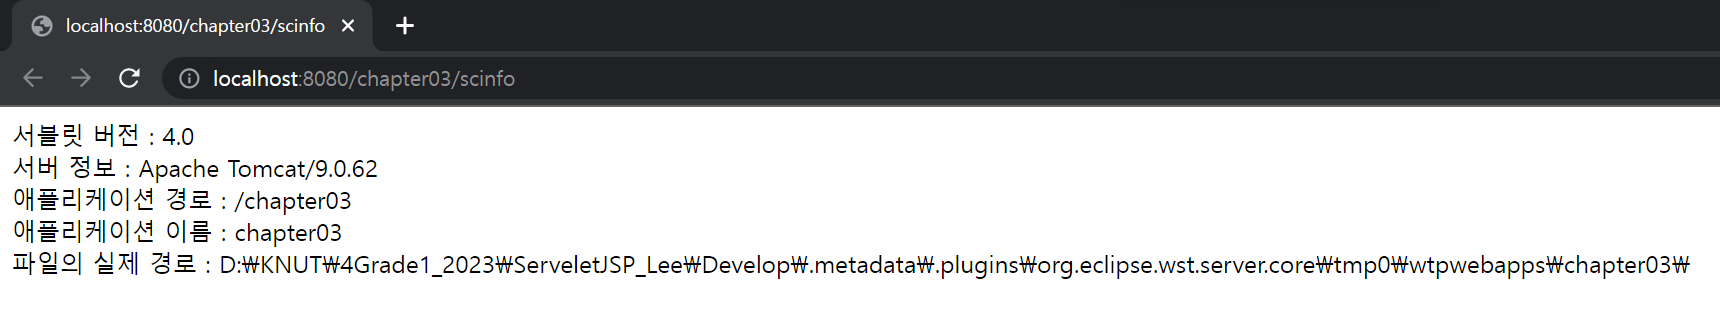 localhost:8080/chapter03/scinfo
localhost:8080/chapter03/scinfo
서블릿 버전 : 4.0
서버 정보 : Apache Tomcat/9.0.62
애플리케이션 경로 : /chapter03
애플리케이션 이름 : chapter03
파일의 실제 경로 : D:₩KNUT₩4Grade1_2023₩ServeletJSP_Lee₩Develop₩.metadata₩.plugins₩org.eclipse.wst.server.core₩tmp0₩wtpwebapps₩chapter03₩